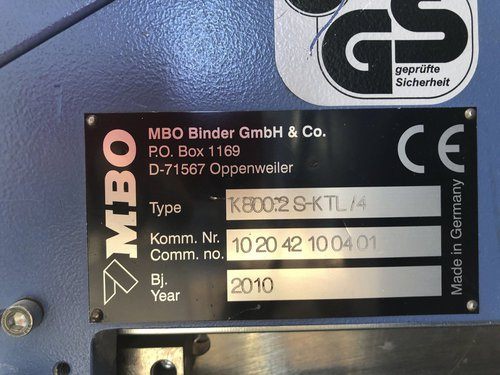 GS
geprüfte
Sicherheit
MBO
MBO Binder GmbH & Co.
P.O. Box 1169
D-71567 Oppenweiler
CE
Type K800.2 S-KTL/4
Komm. Nr.
Comm. no. 10 20 42 10 04 01
Bj.
Year 2010
Made in Germany